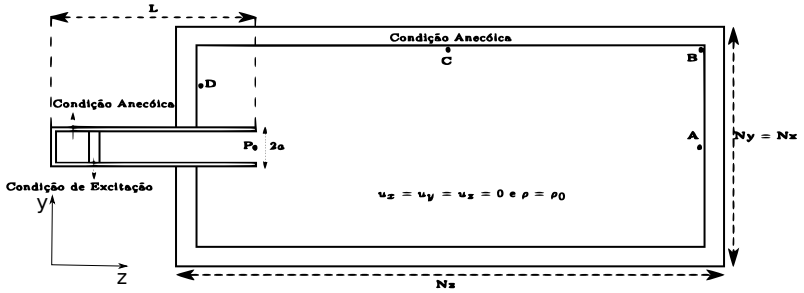 L
Condição Anecóica
C
B
D
Condição Anecóica
P
2a
A
Ny = Nx
Condição de Excitação
u_x = u_y = u_z = 0 e ρ = ρ_0
y
z
Nz